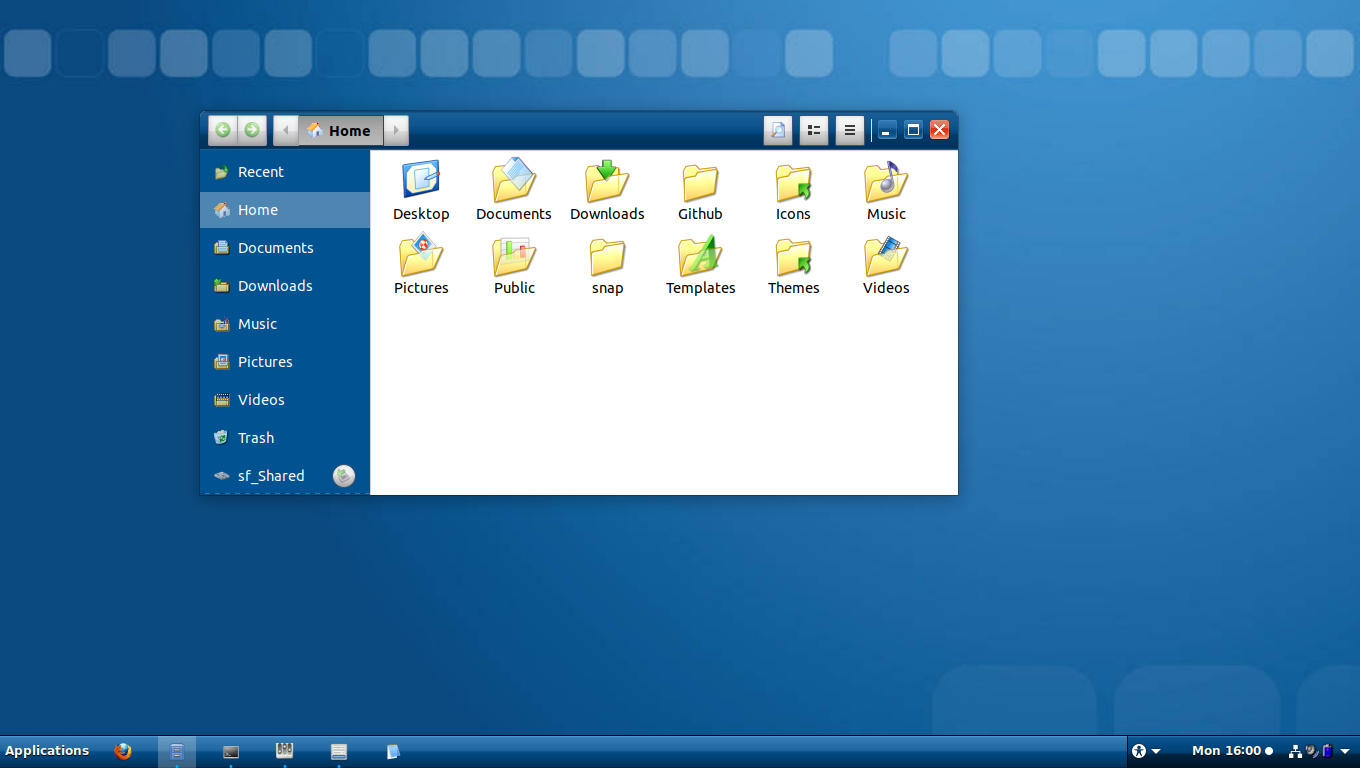 Home
Recent
Home
Documents
Downloads
Music
Pictures
Videos
Trash
sf_Shared
Desktop Documents Downloads Github Icons Music
Pictures Public snap Templates Themes Videos
Applications Mon 16:00